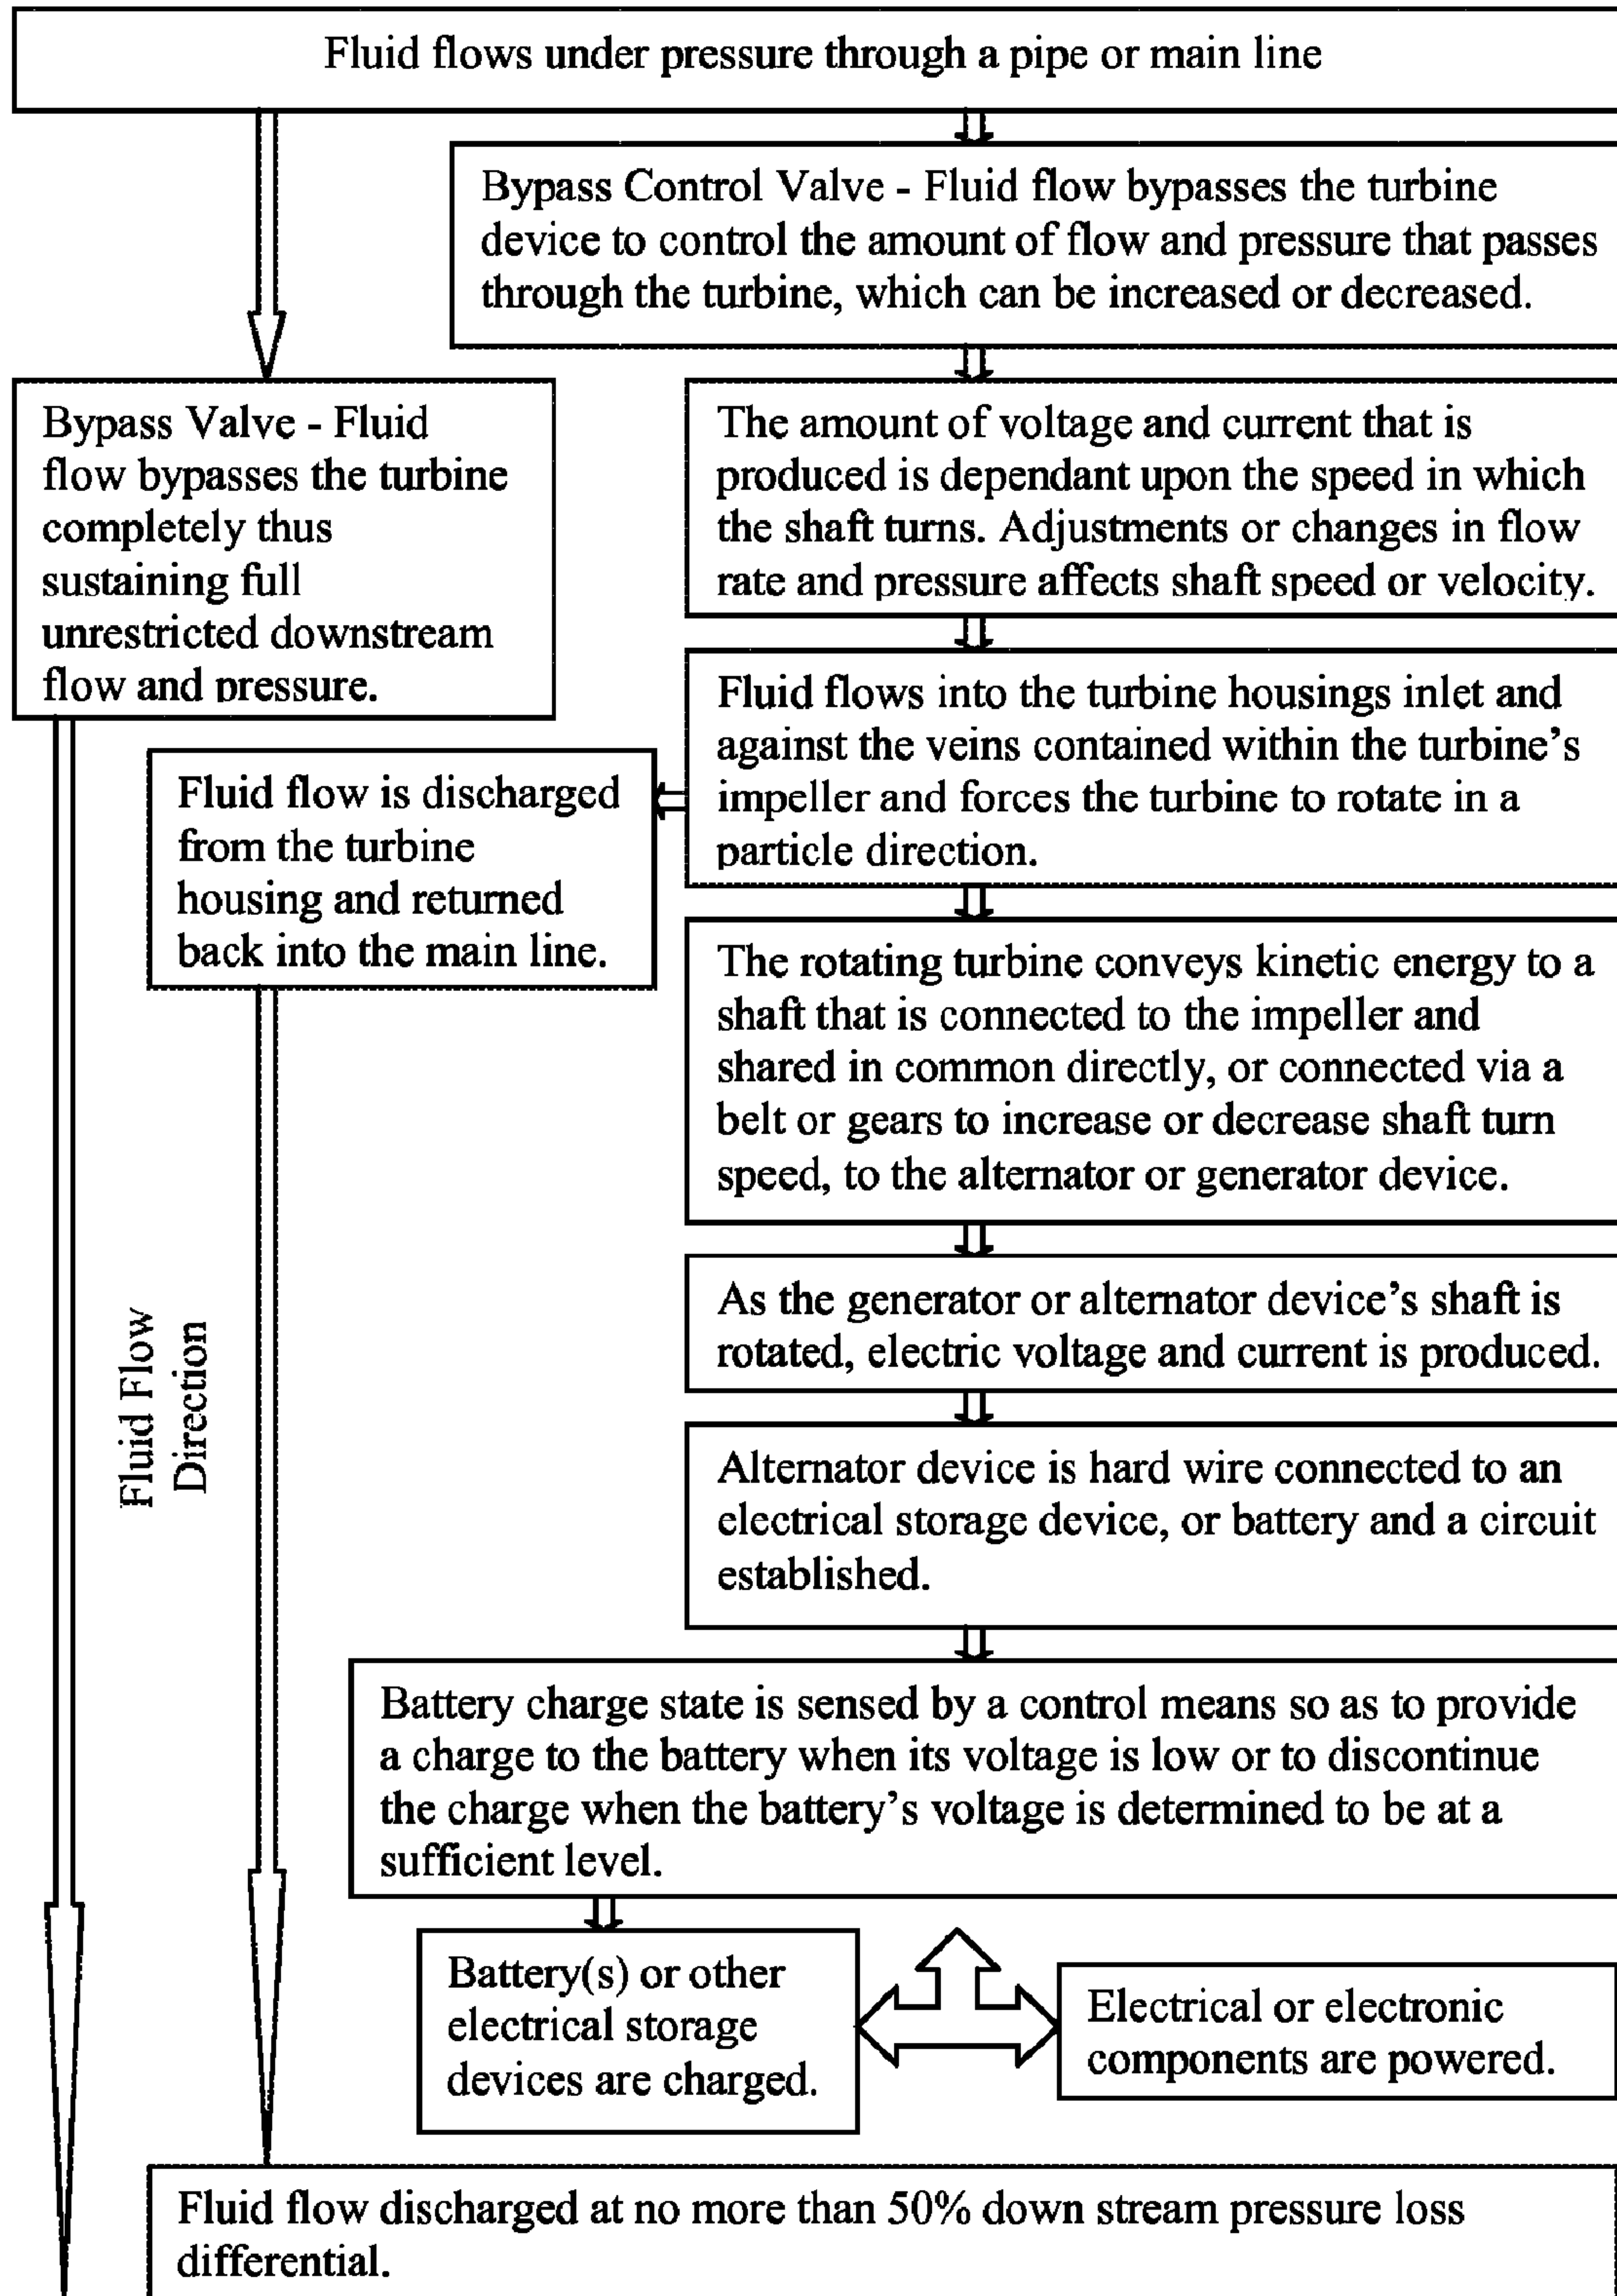 Fluid flows under pressure through a pipe or main line
Bypass Control Valve - Fluid flow bypasses the turbine
device to control the amount of flow and pressure that passes
through the turbine, which can be increased or decreased.
Bypass Valve - Fluid
flow bypasses the turbine
completely thus
sustaining full
unrestricted downstream
flow and pressure.
The amount of voltage and current that is
produced is dependant upon the speed in which
the shaft turns. Adjustments or changes in flow
rate and pressure affects shaft speed or velocity.
Fluid flows into the turbine housings inlet and
against the veins contained within the turbine's
impeller and forces the turbine to rotate in a
particle direction.
Fluid flow is discharged
from the turbine
housing and returned
back into the main line.
The rotating turbine conveys kinetic energy to a
shaft that is connected to the impeller and
shared in common directly, or connected via a
belt or gears to increase or decrease shaft turn
speed, to the alternator or generator device.
As the generator or alternator device's shaft is
rotated, electric voltage and current is produced.
Fluid Flow
Direction
Alternator device is hard wire connected to an
electrical storage device, or battery and a circuit
established.
Battery charge state is sensed by a control means so as to provide
a charge to the battery when its voltage is low or to discontinue
the charge when the battery's voltage is determined to be at a
sufficient level.
Battery(s) or other
electrical storage
devices are charged.
Electrical or electronic
components are powered.
Fluid flow discharged at no more than 50% down stream pressure loss
differential.